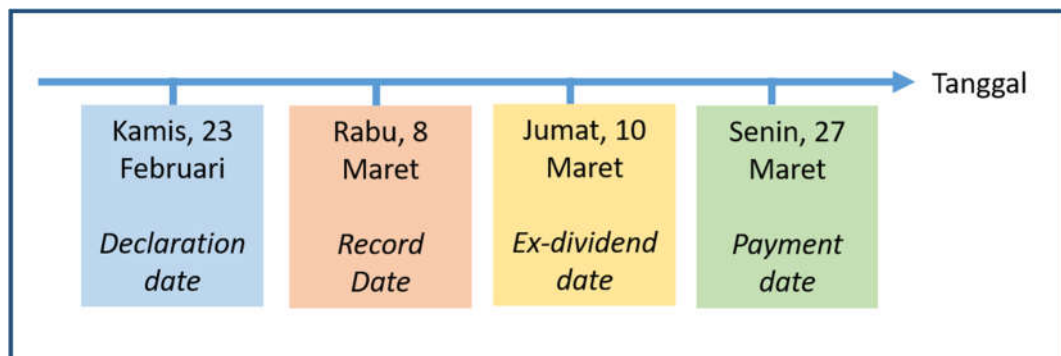 Tanggal
Kamis, 23
Februari
Declaration
date
Rabu, 8
Maret
Record
Date
Jumat, 10
Maret
Ex-dividend
date
Senin, 27
Maret
Payment
date